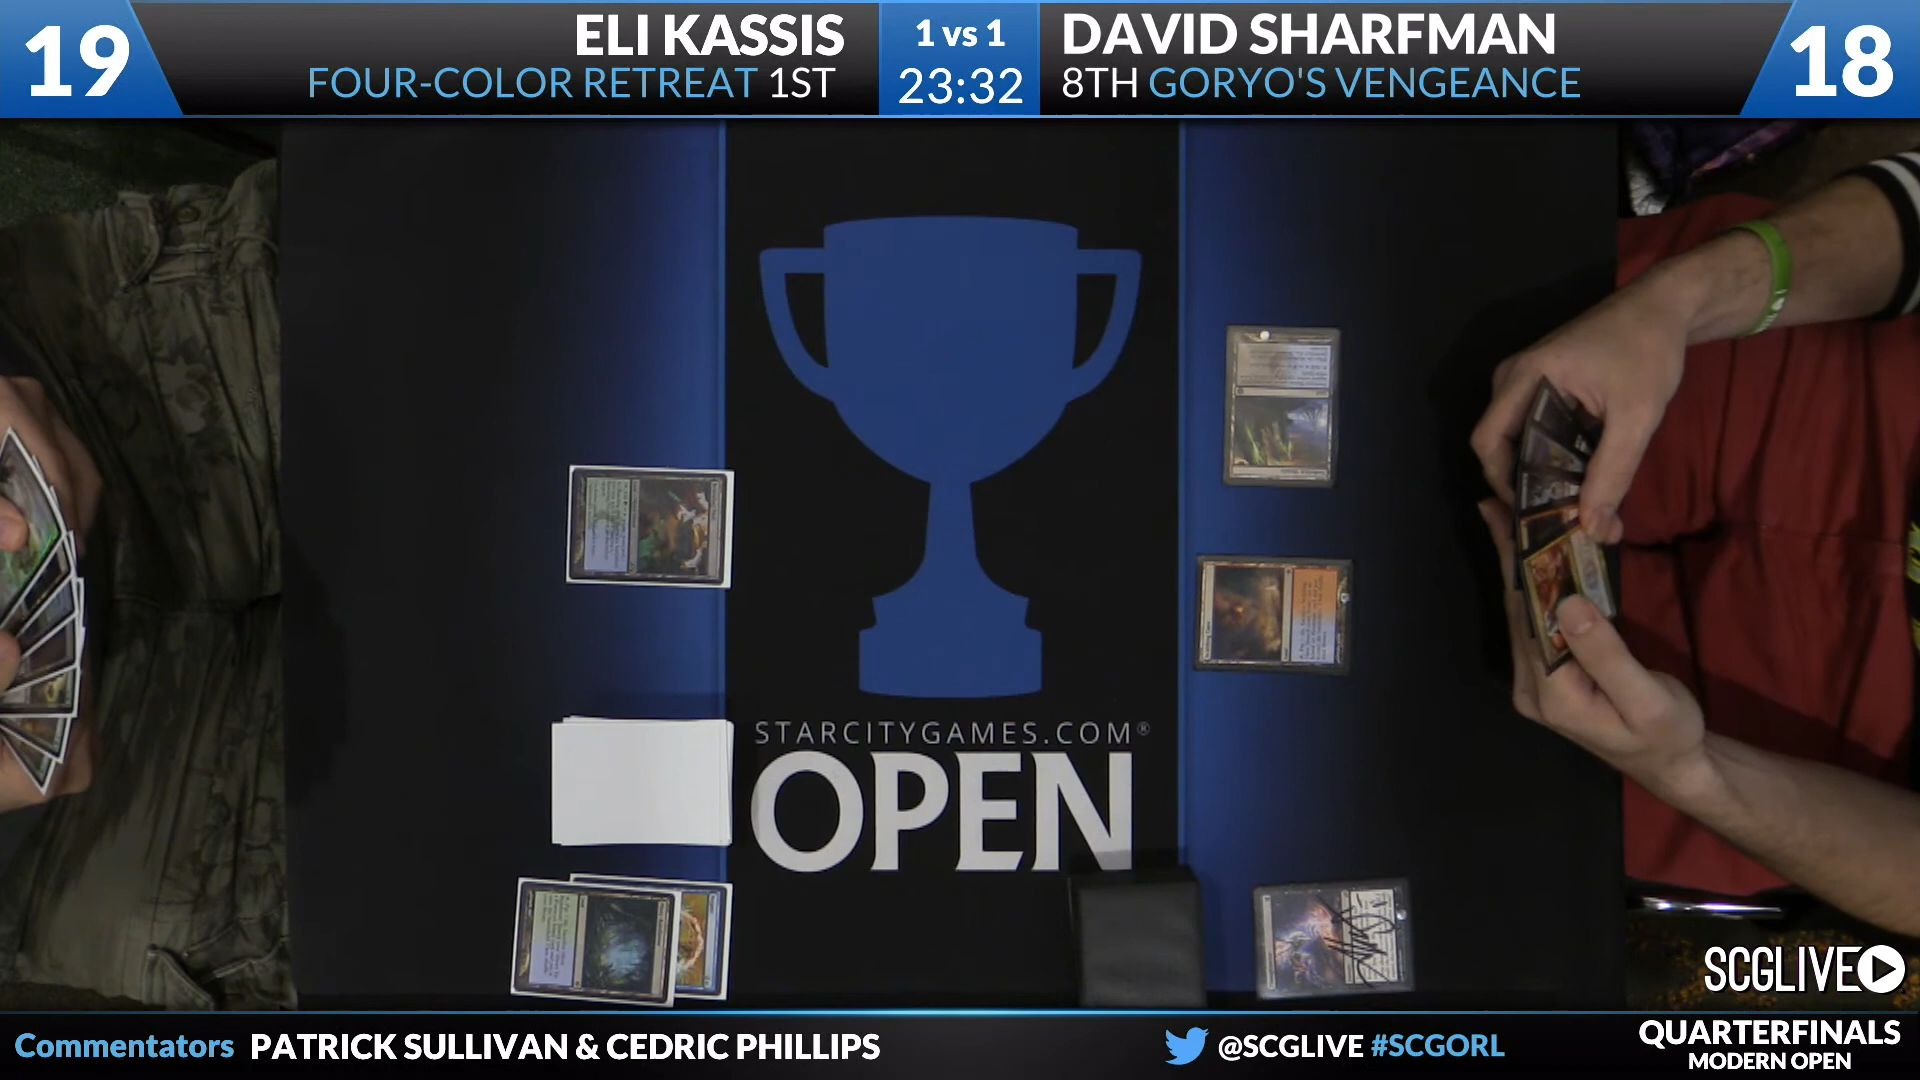 19
ELI KASSIS
FOUR-COLOR RETREAT 1ST
1 vs 1
23:32
DAVID SHARFMAN
8TH GORYO'S VENGEANCE
18
STARCITYGAMES.COM®
OPEN
SCGLIVE
Commentators PATRICK SULLIVAN & CEDRIC PHILLIPS
@SCGLIVE #SCGORL
QUARTERFINALS
MODERN OPEN